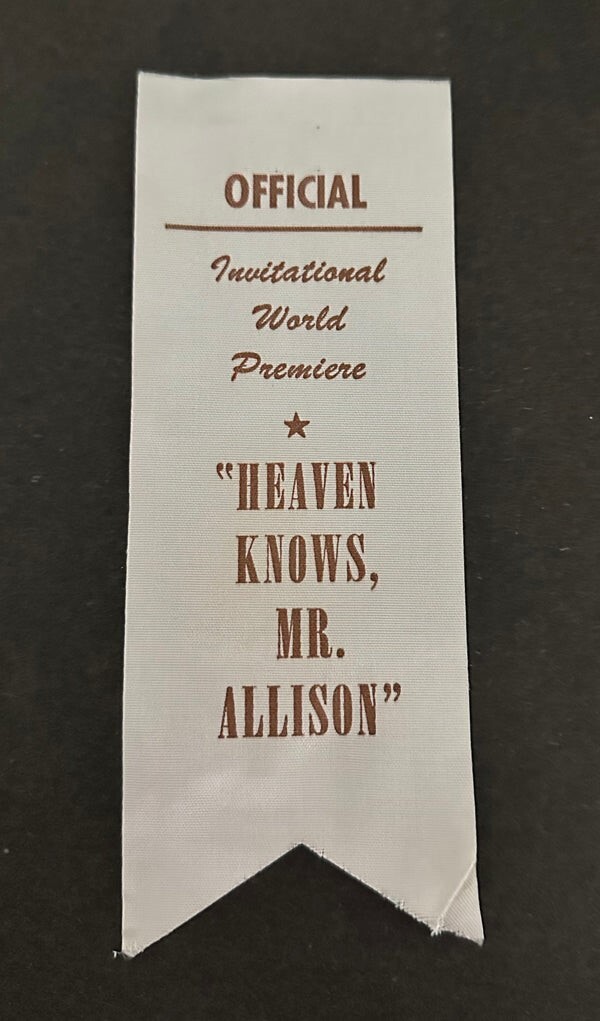 OFFICIAL
Invitational
World
Premiere
"HEAVEN
KNOWS,
MR.
ALLISON"